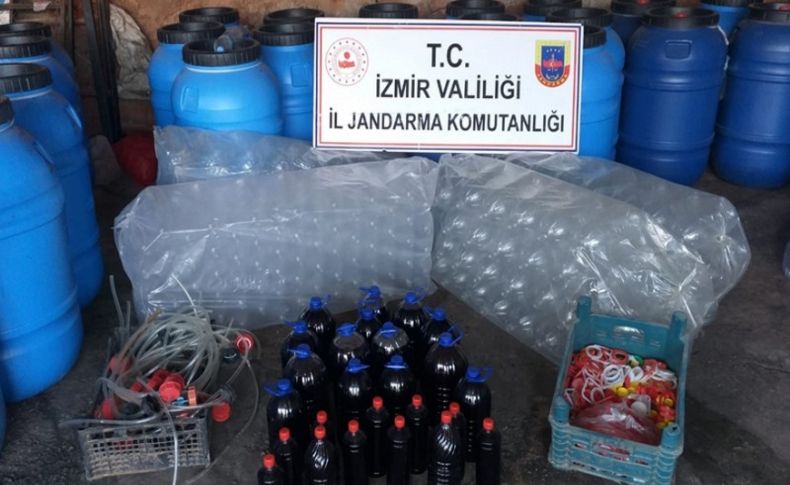 T.C.
İZMİR VALİLİĞİ
İL JANDARMA KOMUTANLIĞI